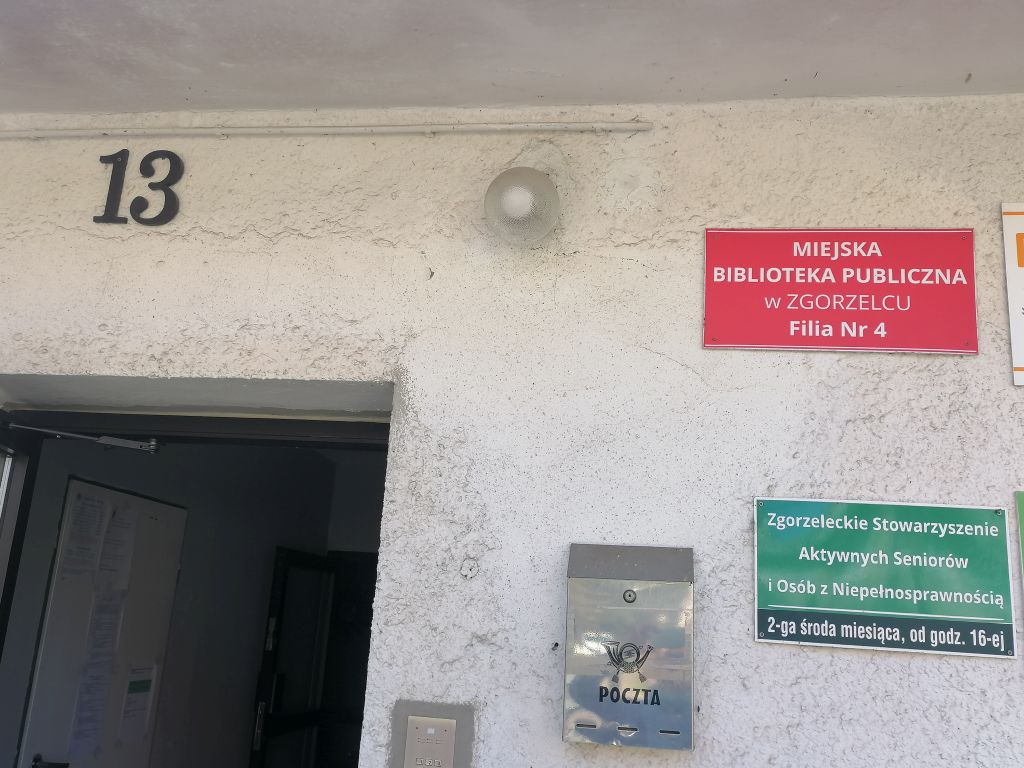 13
MIEJSKA
BIBLIOTEKA PUBLICZNA
w ZGORZELCU
Filia Nr 4
Zgorzeleckie Stowarzyszenie
Aktywnych Seniorów
i Osób z Niepełnosprawnością
2-ga środa miesiąca, od godz. 16-ej
POCZTA